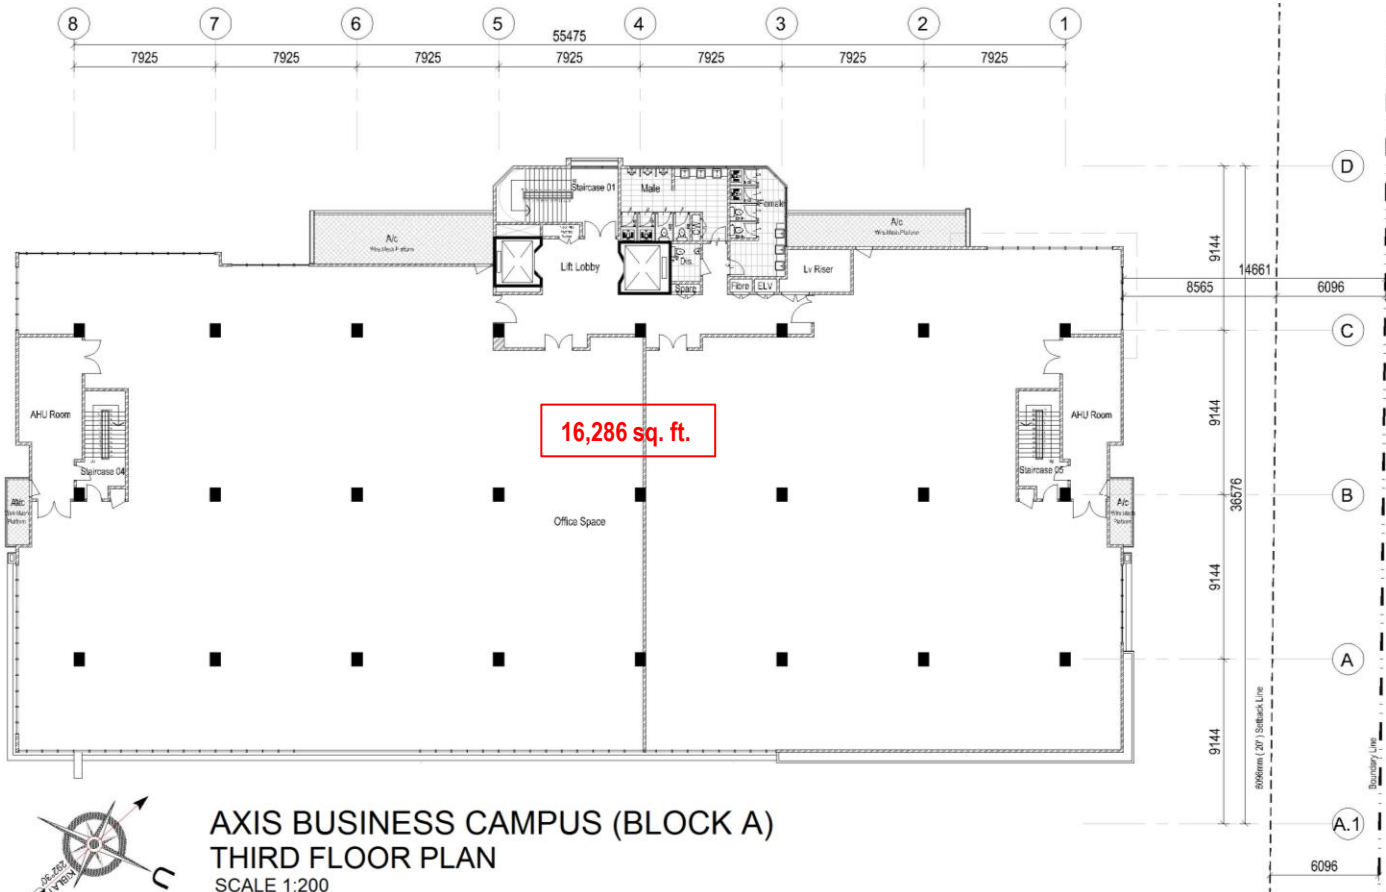 8 7 6 5 4 3 2 1
55475
7925 7925 7925 7925 7925 7925 7925
D
Staircase 01
Male
Female
A/c
A/c
9144
14661
Lift Lobby
Dis.
Lv Riser
Spare
Fibre
ELV
8565
6096
C
AHU Room
AHU Room
9144
16,286 sq. ft.
Staircase 04
Staircase 05
B
36576
A/c
Platform
Office Space
9144
A
6096mm ( 20' ) Setback Line
Boundary Line
9144
A.1
AXIS BUSINESS CAMPUS (BLOCK A)
THIRD FLOOR PLAN
SCALE 1:200
6096
U